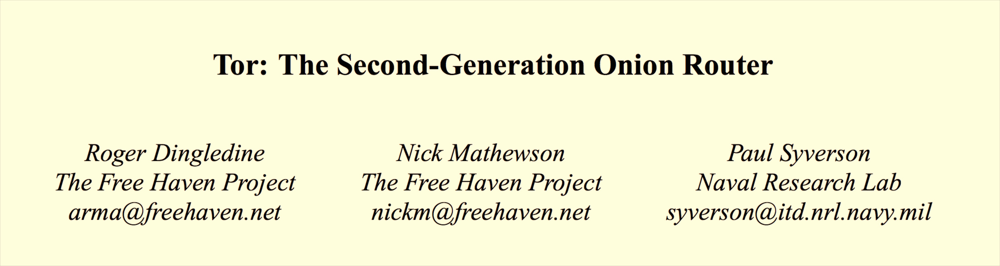 Tor: The Second-Generation Onion Router
Roger Dingledine
The Free Haven Project
arma@freehaven.net
Nick Mathewson
The Free Haven Project
nickm@freehaven.net
Paul Syverson
Naval Research Lab
syverson@itd.nrl.navy.mil